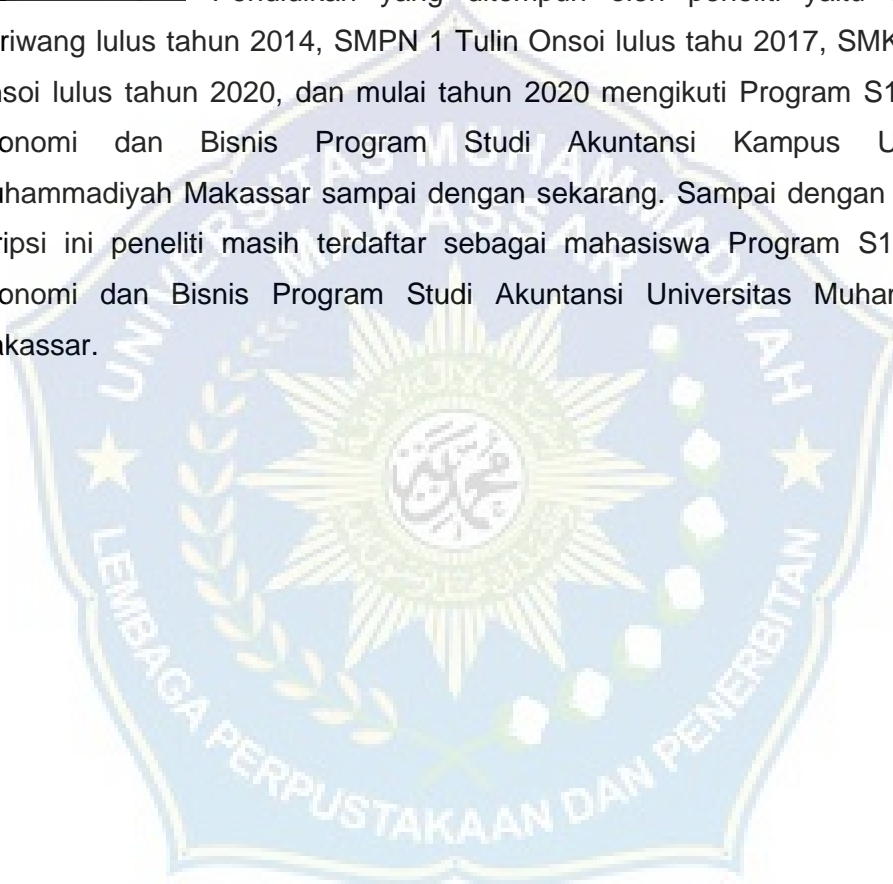 Pendidikan yang ditempuh oleh peneliti yaitu
riwang lulus tahun 2014, SMPN 1 Tulin Onsoi lulus tahu 2017, SMK
nsoi lulus tahun 2020, dan mulai tahun 2020 mengikuti Program S1
onomi dan Bisnis Program Studi Akuntansi Kampus U
uhammadiyah Makassar sampai dengan sekarang. Sampai dengan
ripsi ini peneliti masih terdaftar sebagai mahasiswa Program S1
onomi dan Bisnis Program Studi Akuntansi Universitas Muhar
akassar.
UNIVERSITAS MUHAMMADIYAH
MAKASSAR
LEMBAGA PERPUSTAKAAN DAN PENERBITAN